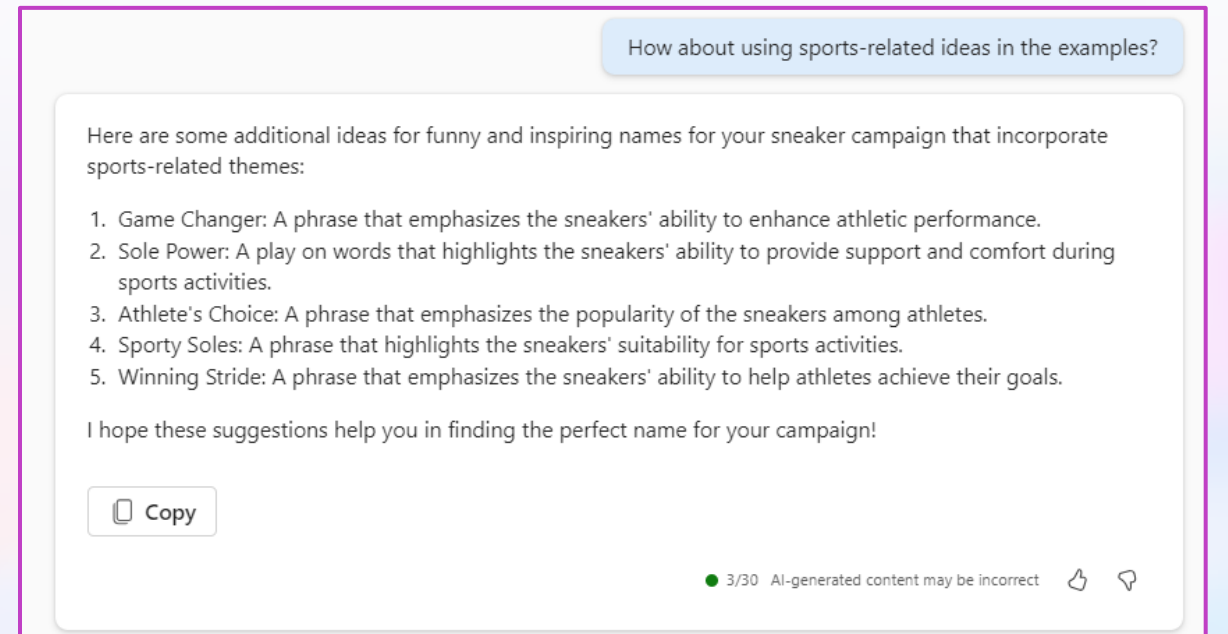 How about using sports-related ideas in the examples?
Here are some additional ideas for funny and inspiring names for your sneaker campaign that incorporate
sports-related themes:
1. Game Changer: A phrase that emphasizes the sneakers' ability to enhance athletic performance.
2. Sole Power: A play on words that highlights the sneakers' ability to provide support and comfort during
sports activities.
3. Athlete's Choice: A phrase that emphasizes the popularity of the sneakers among athletes.
4. Sporty Soles: A phrase that highlights the sneakers' suitability for sports activities.
5. Winning Stride: A phrase that emphasizes the sneakers' ability to help athletes achieve their goals.
I hope these suggestions help you in finding the perfect name for your campaign!
Copy
3/30 AI-generated content may be incorrect